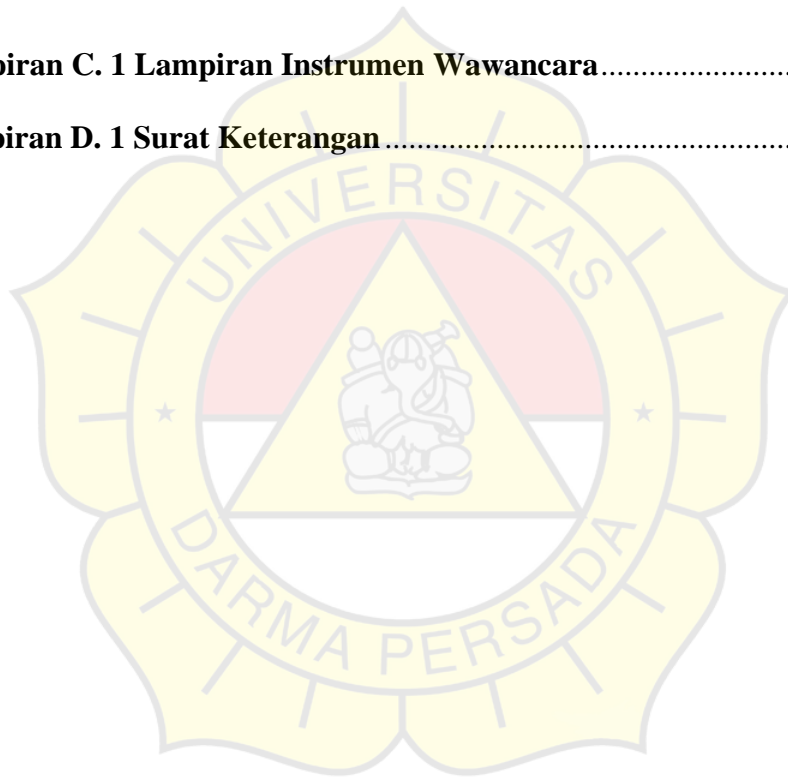 piran C. 1 Lampiran Instrumen Wawancara........................
piran D. 1 Surat Keterangan..................................................
UNIVERSITAS
DARMA PERSADA